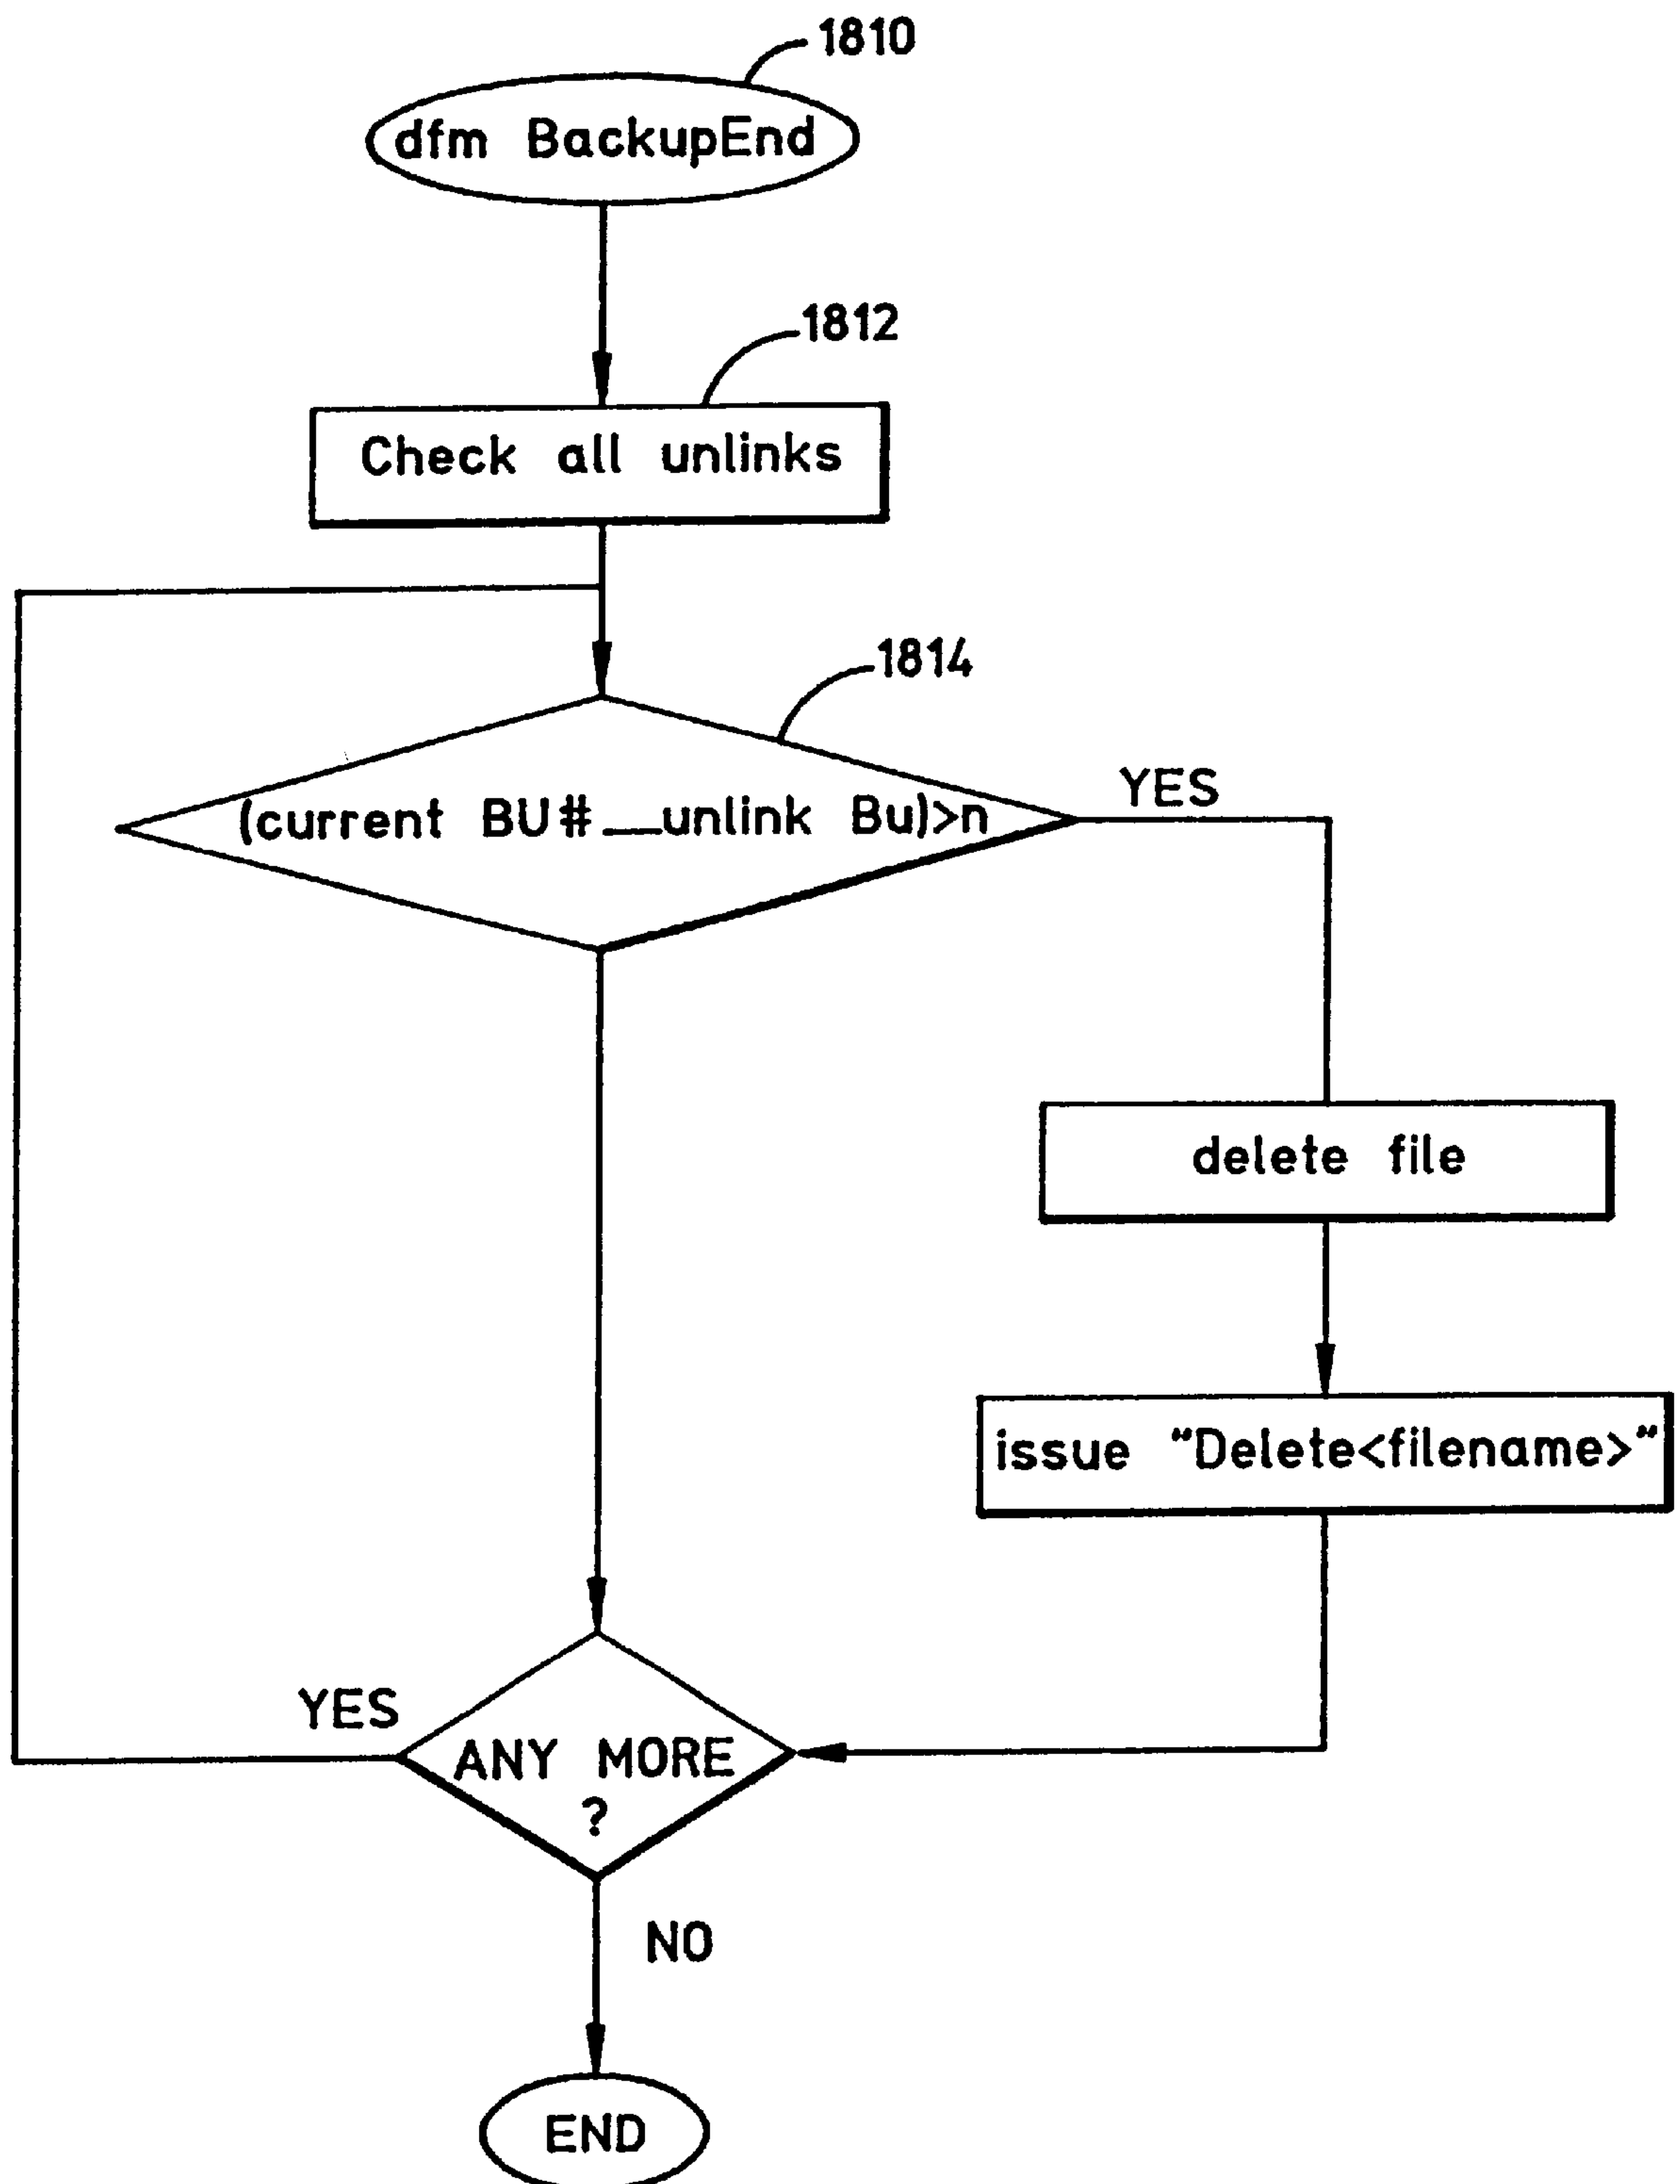 1810
dfm BackupEnd
1812
Check all unlinks
1814
(current BU#__unlink Bu)>n
YES
delete file
issue "Delete<filename>"
YES
ANY MORE
?
NO
END